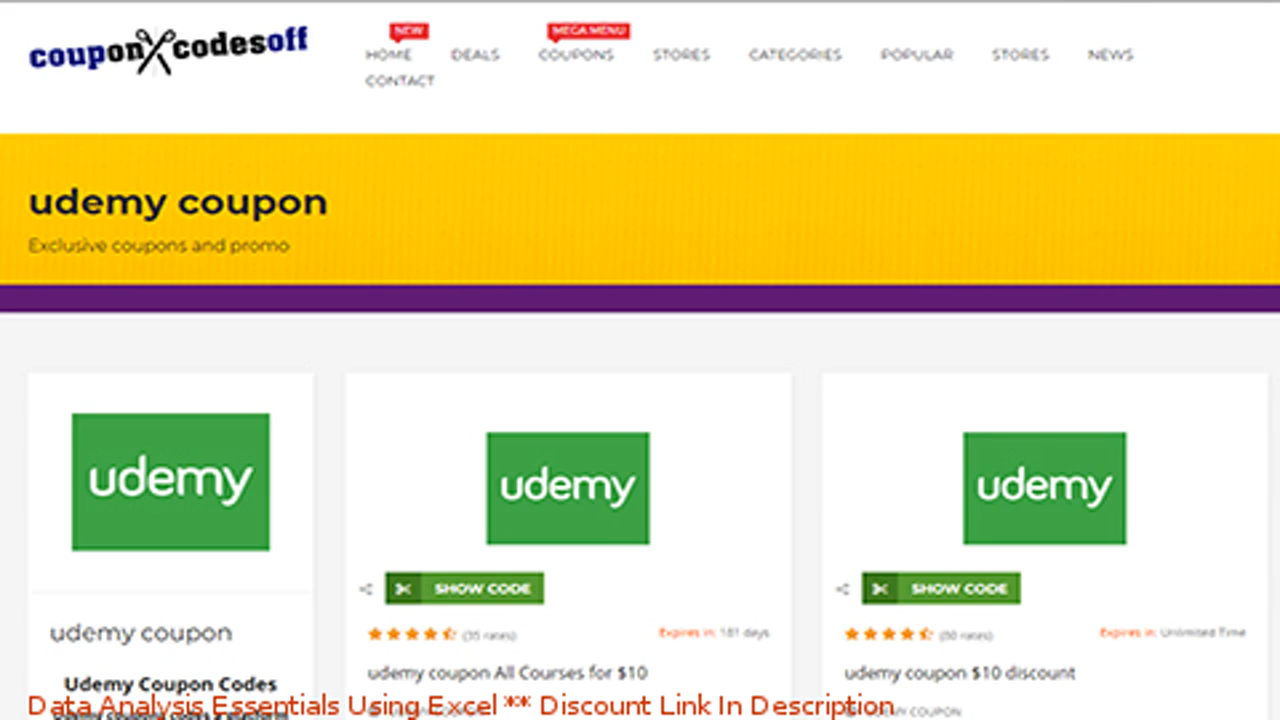 couponXcodesoff
NEW
MEGA MENU
HOME DEALS COUPONS STORES CATEGORIES POPULAR STORES NEWS
CONTACT
udemy coupon
Exclusive coupons and promo
udemy
udemy
udemy
SHOW CODE
SHOW CODE
(35 rates) Expires in: 181 days
(80 rates) Expires in: Unlimited Time
udemy coupon
udemy coupon All Courses for $10
udemy coupon $10 discount
Udemy Coupon Codes
Data Analysis Essentials Using Excel ** Discount Link In Description